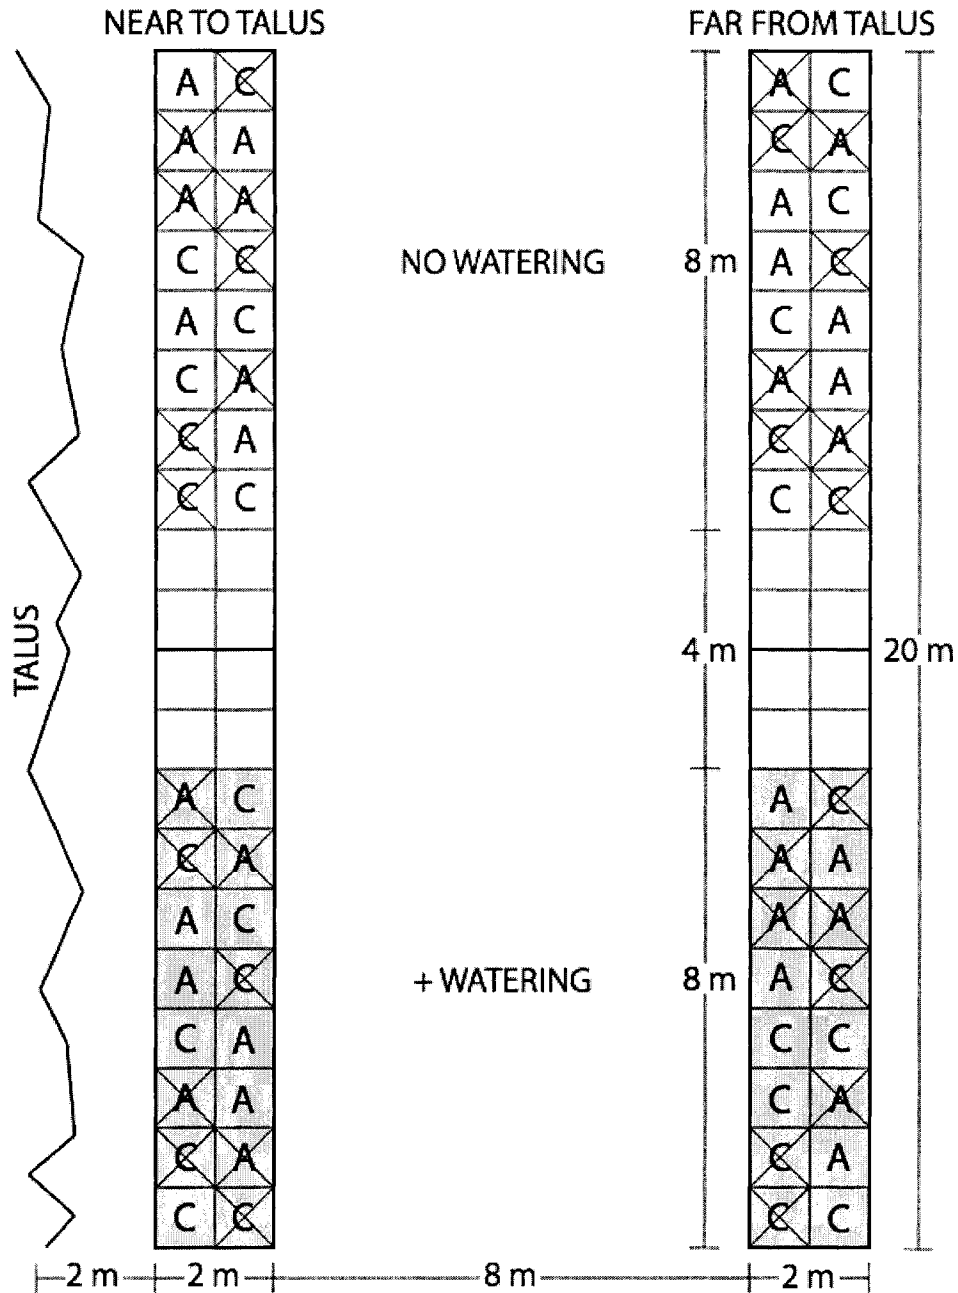 NEAR TO TALUS FAR FROM TALUS
A C A C
A A C A
A A A C
C C NO WATERING 8 m A C
A C C A
C A A A
C A C A
C C C C
TALUS 4 m 20 m
A C A C
C A A A
A C A A
A C + WATERING 8 m A C
C A C C
A A C A
C A C A
C C C C
2 m 2 m 8 m 2 m